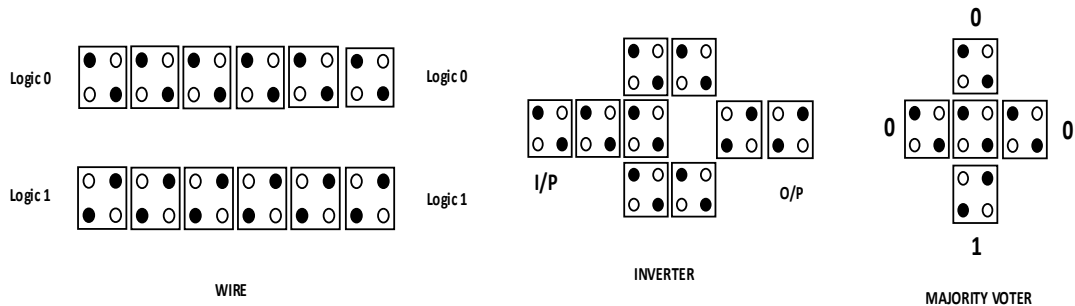 Logic 0
Logic 0
Logic 1
Logic 1
WIRE
I/P
O/P
INVERTER
0
0
0
1
MAJORITY VOTER